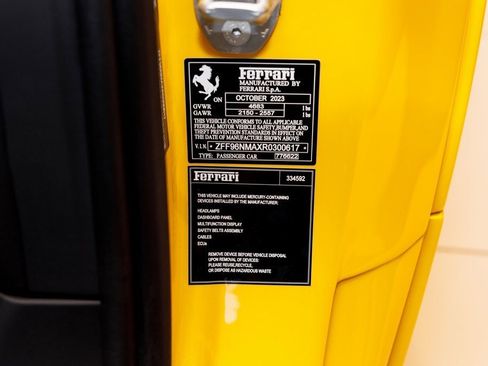 Ferrari
MANUFACTURED BY
FERRARI S.p.A.
ON OCTOBER 2023
GVWR 4683 lbs
GAWR 2150 - 2557 lbs
THIS VEHICLE CONFORMS TO ALL APPLICABLE
FEDERAL MOTOR VEHICLE SAFETY, BUMPER, AND
THEFT PREVENTION STANDARDS IN EFFECT ON
THE DATE OF MANUFACTURE SHOWN ABOVE.
V.I.N. * ZFF96NMAXR0300617 *
TYPE: PASSENGER CAR 776622
Ferrari 334592
THIS VEHICLE MAY INCLUDE MERCURY-CONTAINING
DEVICES INSTALLED BY THE MANUFACTURER:
HEADLAMPS
DASHBOARD PANEL
MULTIFUNCTION DISPLAY
SAFETY BELTS ASSEMBLY
CABLES
ECUs
REMOVE DEVICE BEFORE VEHICLE DISPOSAL
UPON REMOVAL OF DEVICES:
PLEASE REUSE, RECYCLE,
OR DISPOSE AS HAZARDOUS WASTE